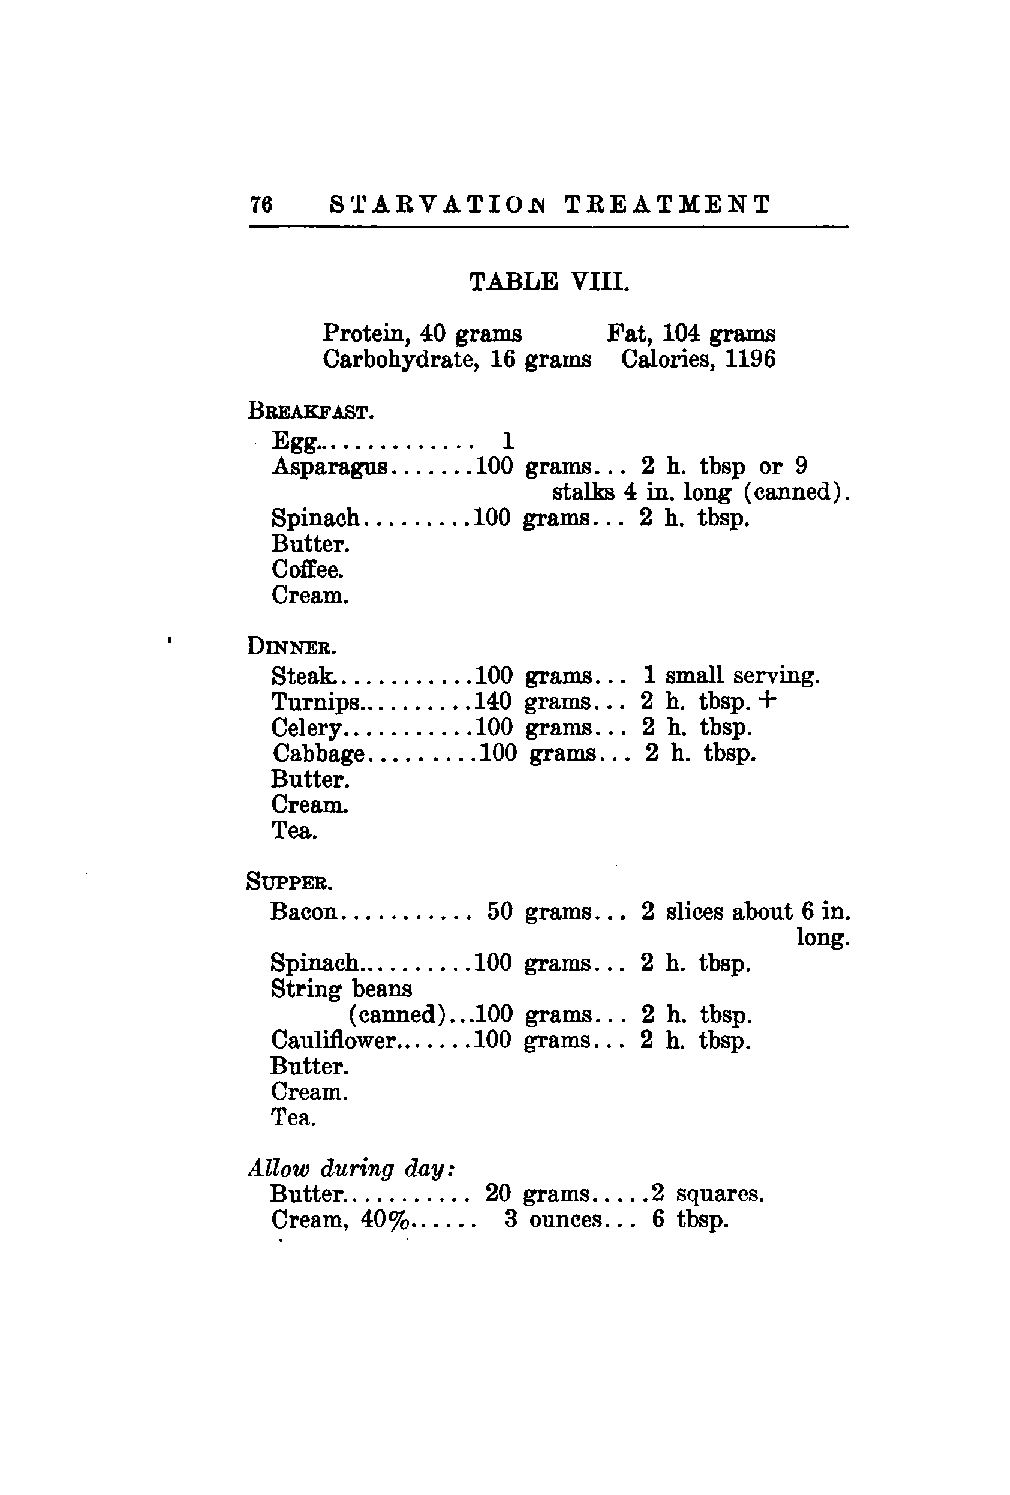 76 STARVATION TREATMENT
TABLE VIII.
Protein, 40 grams Fat, 104 grams
Carbohydrate, 16 grams Calories, 1196
BREAKFAST.
Egg.............. 1
Asparagus.......100 grams... 2 h. tbsp or 9
stalks 4 in. long (canned).
Spinach.........100 grams... 2 h. tbsp.
Butter.
Coffee.
Cream.
DINNER.
Steak............100 grams... 1 small serving.
Turnips..........140 grams... 2 h. tbsp. +
Celery...........100 grams... 2 h. tbsp.
Cabbage.........100 grams... 2 h. tbsp.
Butter.
Cream.
Tea.
SUPPER.
Bacon........... 50 grams... 2 slices about 6 in.
long.
Spinach..........100 grams... 2 h. tbsp.
String beans
(canned)...100 grams... 2 h. tbsp.
Cauliflower.......100 grams... 2 h. tbsp.
Butter.
Cream.
Tea.
Allow during day:
Butter........... 20 grams.....2 squares.
Cream, 40%...... 3 ounces... 6 tbsp.